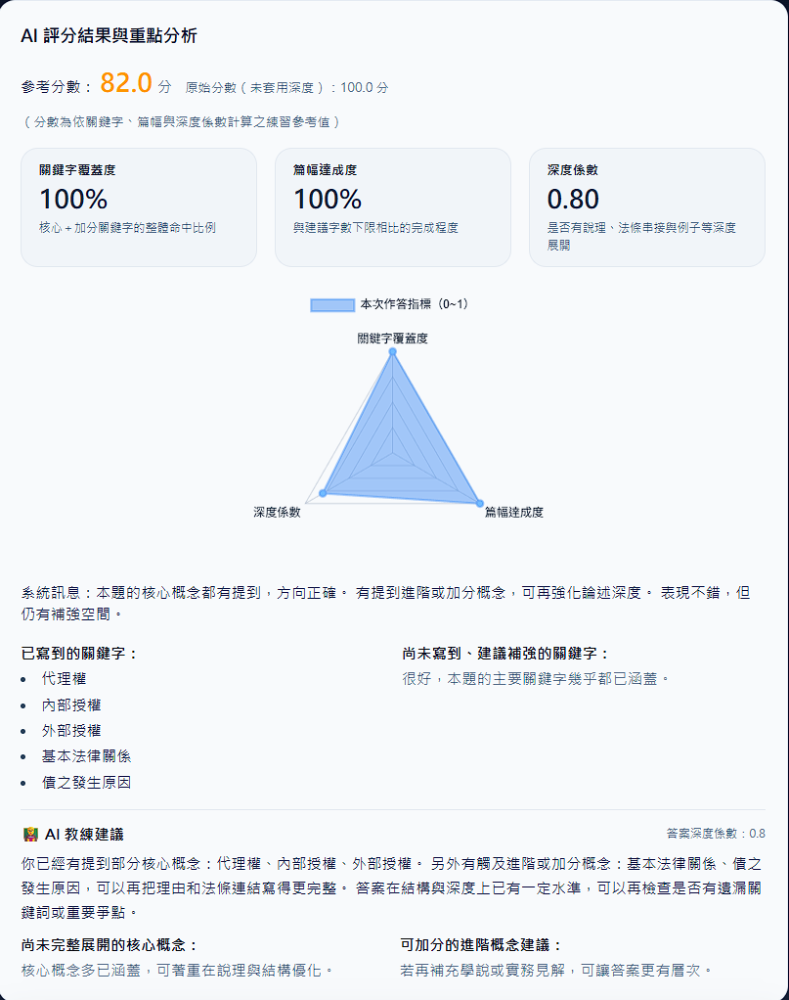 AI 評分結果與重點分析
參考分數： 82.0 分 原始分數（未套用深度）：100.0 分
（分數為依關鍵字、篇幅與深度係數計算之練習參考值）
關鍵字覆蓋度
100%
核心＋加分關鍵字的整體命中比例
篇幅達成度
100%
與建議字數下限相比的完成程度
深度係數
0.80
是否有說理、法條串接與例子等深度
展開
本次作答指標（0~1）
關鍵字覆蓋度
深度係數
篇幅達成度
系統訊息：本題的核心概念都有提到，方向正確。 有提到進階或加分概念，可再強化論述深度。 表現不錯，但
仍有補強空間。
已寫到的關鍵字：
• 代理權
• 內部授權
• 外部授權
• 基本法律關係
• 債之發生原因
尚未寫到、建議補強的關鍵字：
很好，本題的主要關鍵字幾乎都已涵蓋。
AI 教練建議
答案深度係數：0.8
你已經有提到部分核心概念：代理權、內部授權、外部授權。 另外有觸及進階或加分概念：基本法律關係、債之
發生原因，可以再把理由和法條連結寫得更完整。 答案在結構與深度上已有一定水準，可以再檢查是否有遺漏關
鍵詞或重要爭點。
尚未完整展開的核心概念：
核心概念多已涵蓋，可著重在說理與結構優化。
可加分的進階概念建議：
若再補充學說或實務見解，可讓答案更有層次。